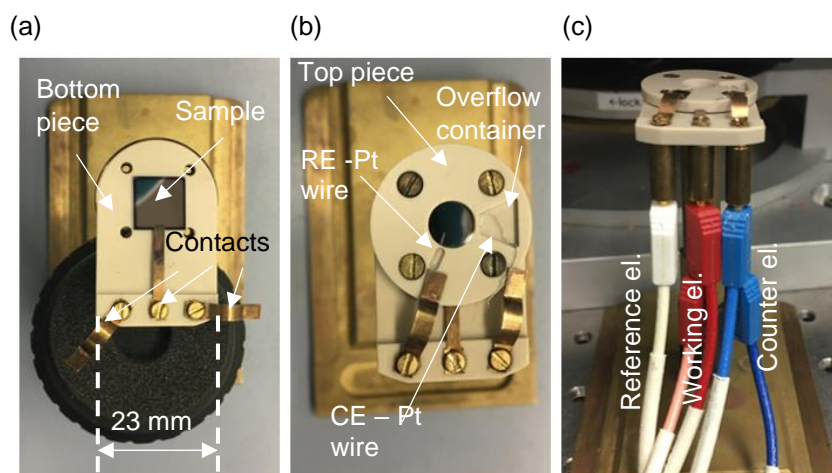 (a)
Bottom
piece
Sample
Contacts
23 mm
(b)
Top piece
Overflow
container
RE -Pt
wire
CE – Pt
wire
(c)
←lock
Reference el.
Working el.
Counter el.